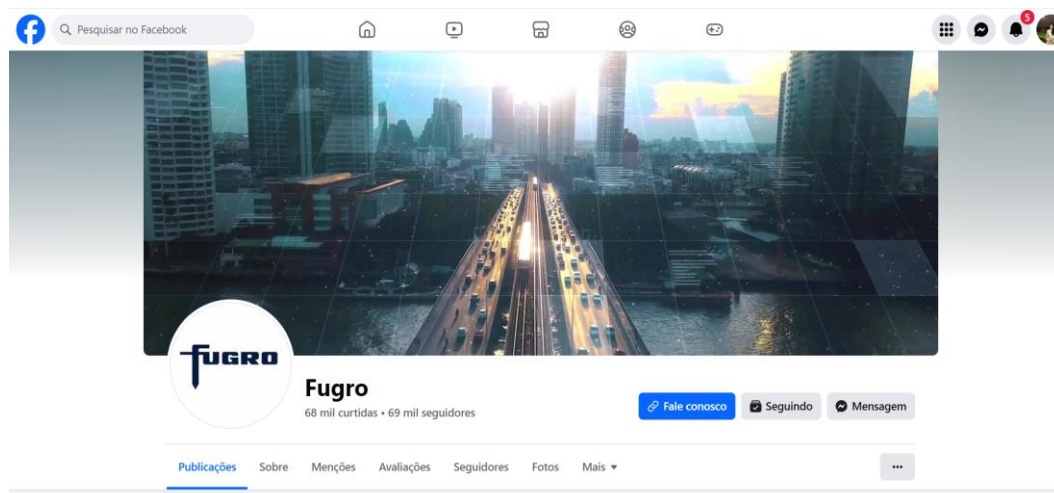 Pesquisar no Facebook
5
FUGRO
Fugro
68 mil curtidas • 69 mil seguidores
Fale conosco
Seguindo
Mensagem
Publicações Sobre Menções Avaliações Seguidores Fotos Mais